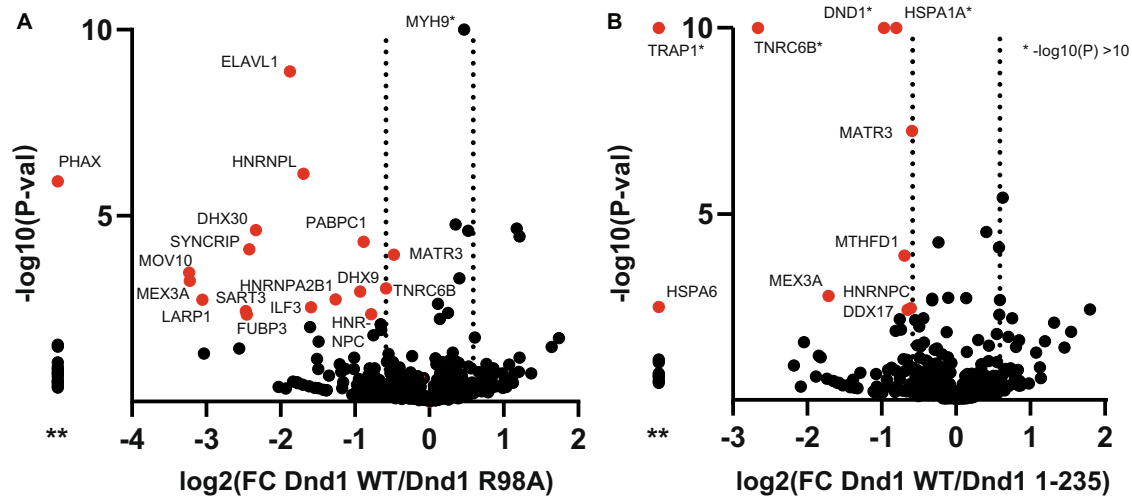 A
-log10(P-val)
10
5
MYH9*
ELAVL1
PHAX
HNRNPL
DHX30
PABPC1
SYNCRIP
MATR3
MOV10
HNRNPA2B1
DHX9
MEX3A
SART3
ILF3
TNRC6B
LARP1
FUBP3
HNR-
NPC
**
-4
-3
-2
-1
0
1
2
log2(FC Dnd1 WT/Dnd1 R98A)
B
-log10(P-val)
10
5
DND1*
HSPA1A*
TRAP1*
TNRC6B*
* -log10(P) >10
MATR3
MTHFD1
MEX3A
HNRNPC
HSPA6
DDX17
**
-3
-2
-1
0
1
2
log2(FC Dnd1 WT/Dnd1 1-235)